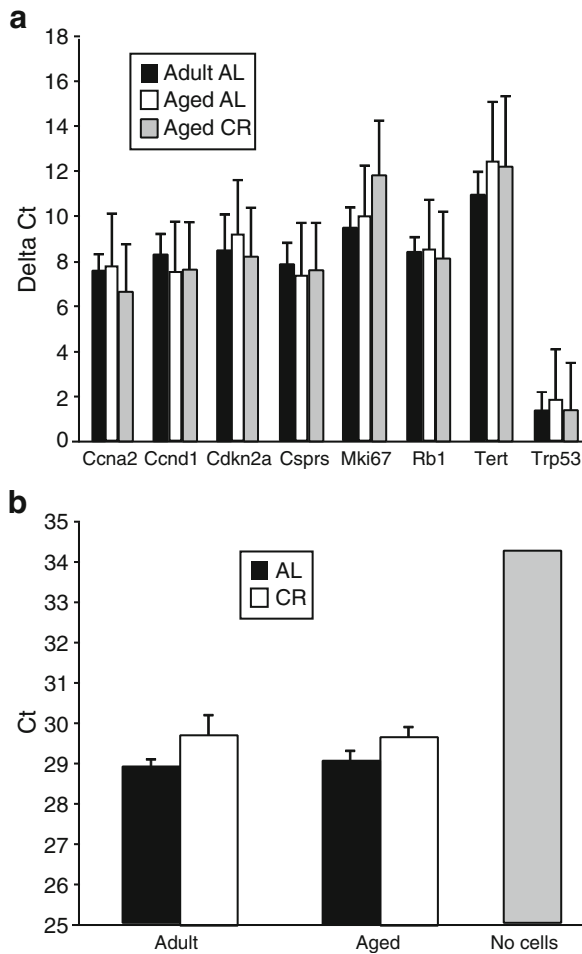 a
18
16
14
12
10
8
6
4
2
0
Delta Ct
Adult AL
Aged AL
Aged CR
Ccna2 Ccnd1 Cdkn2a Csprs Mki67 Rb1 Tert Trp53
b
35
34
33
32
31
30
29
28
27
26
25
Ct
AL
CR
Adult Aged No cells